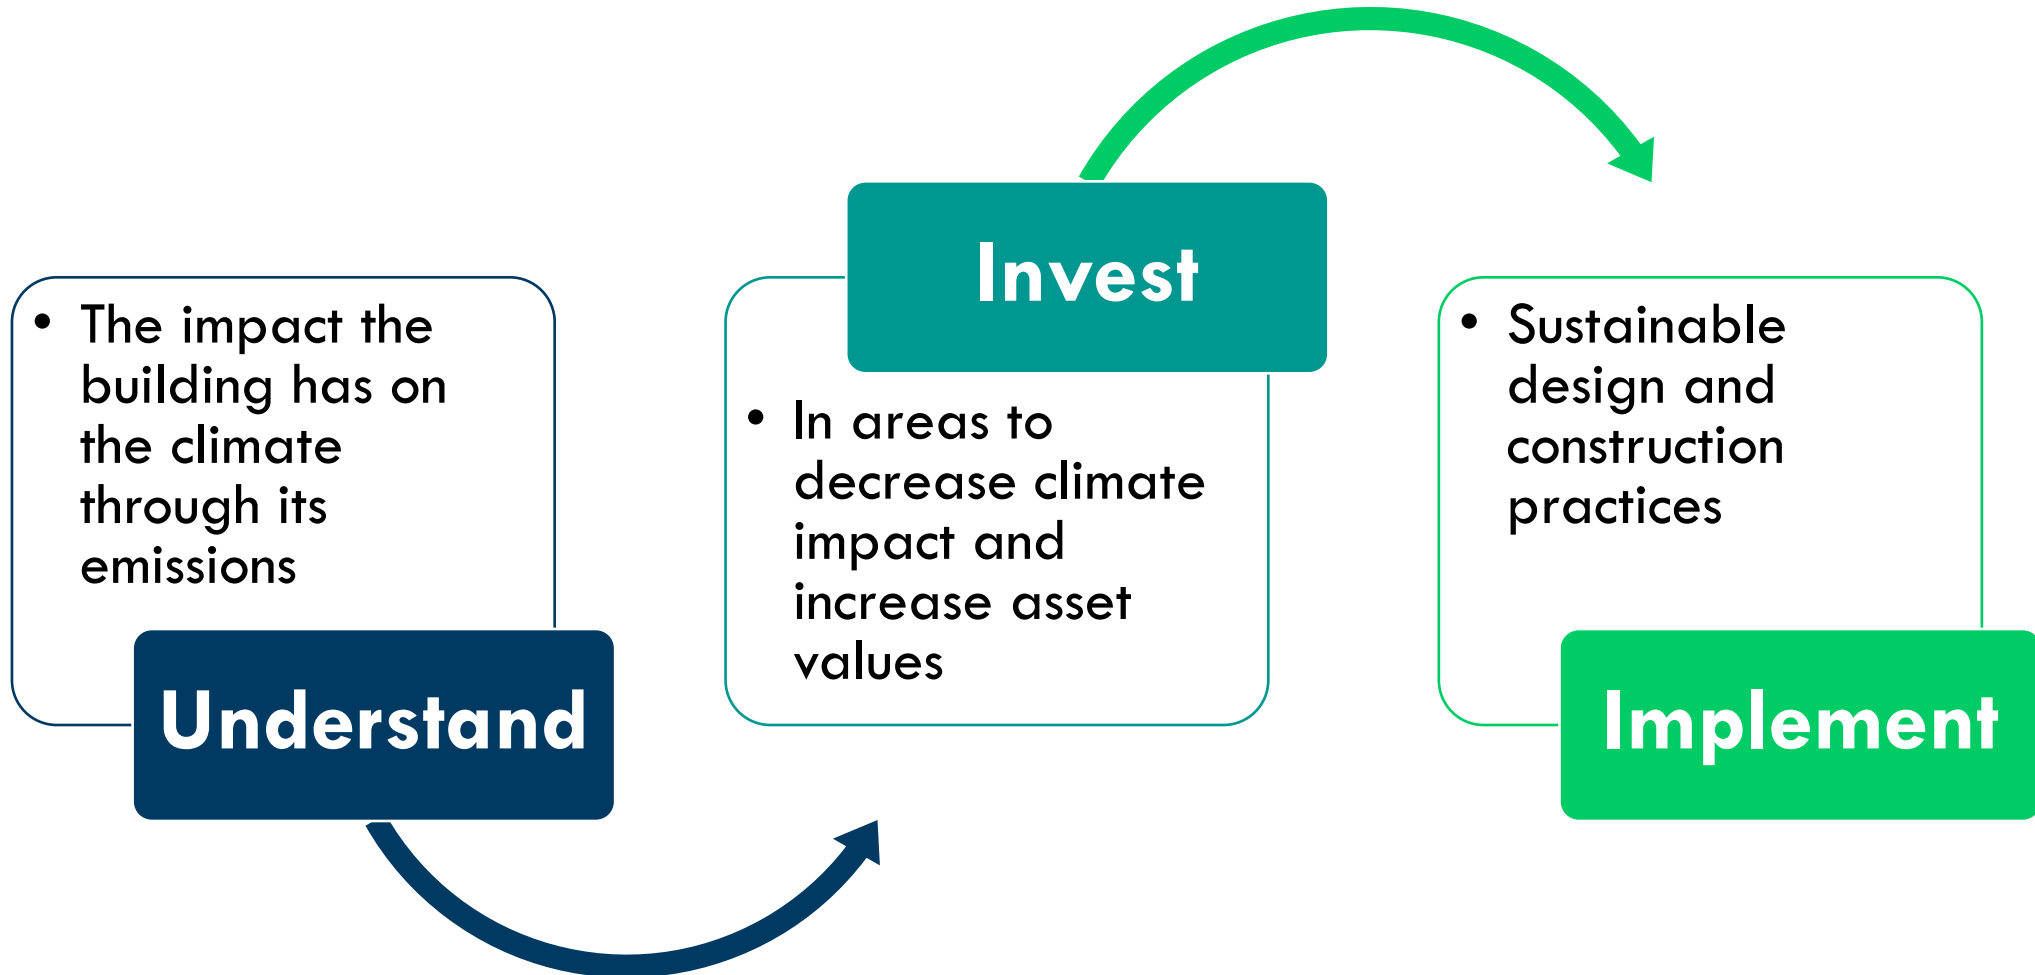 • The impact the
building has on
the climate
through its
emissions
Understand
Invest
• In areas to
decrease climate
impact and
increase asset
values
• Sustainable
design and
construction
practices
Implement